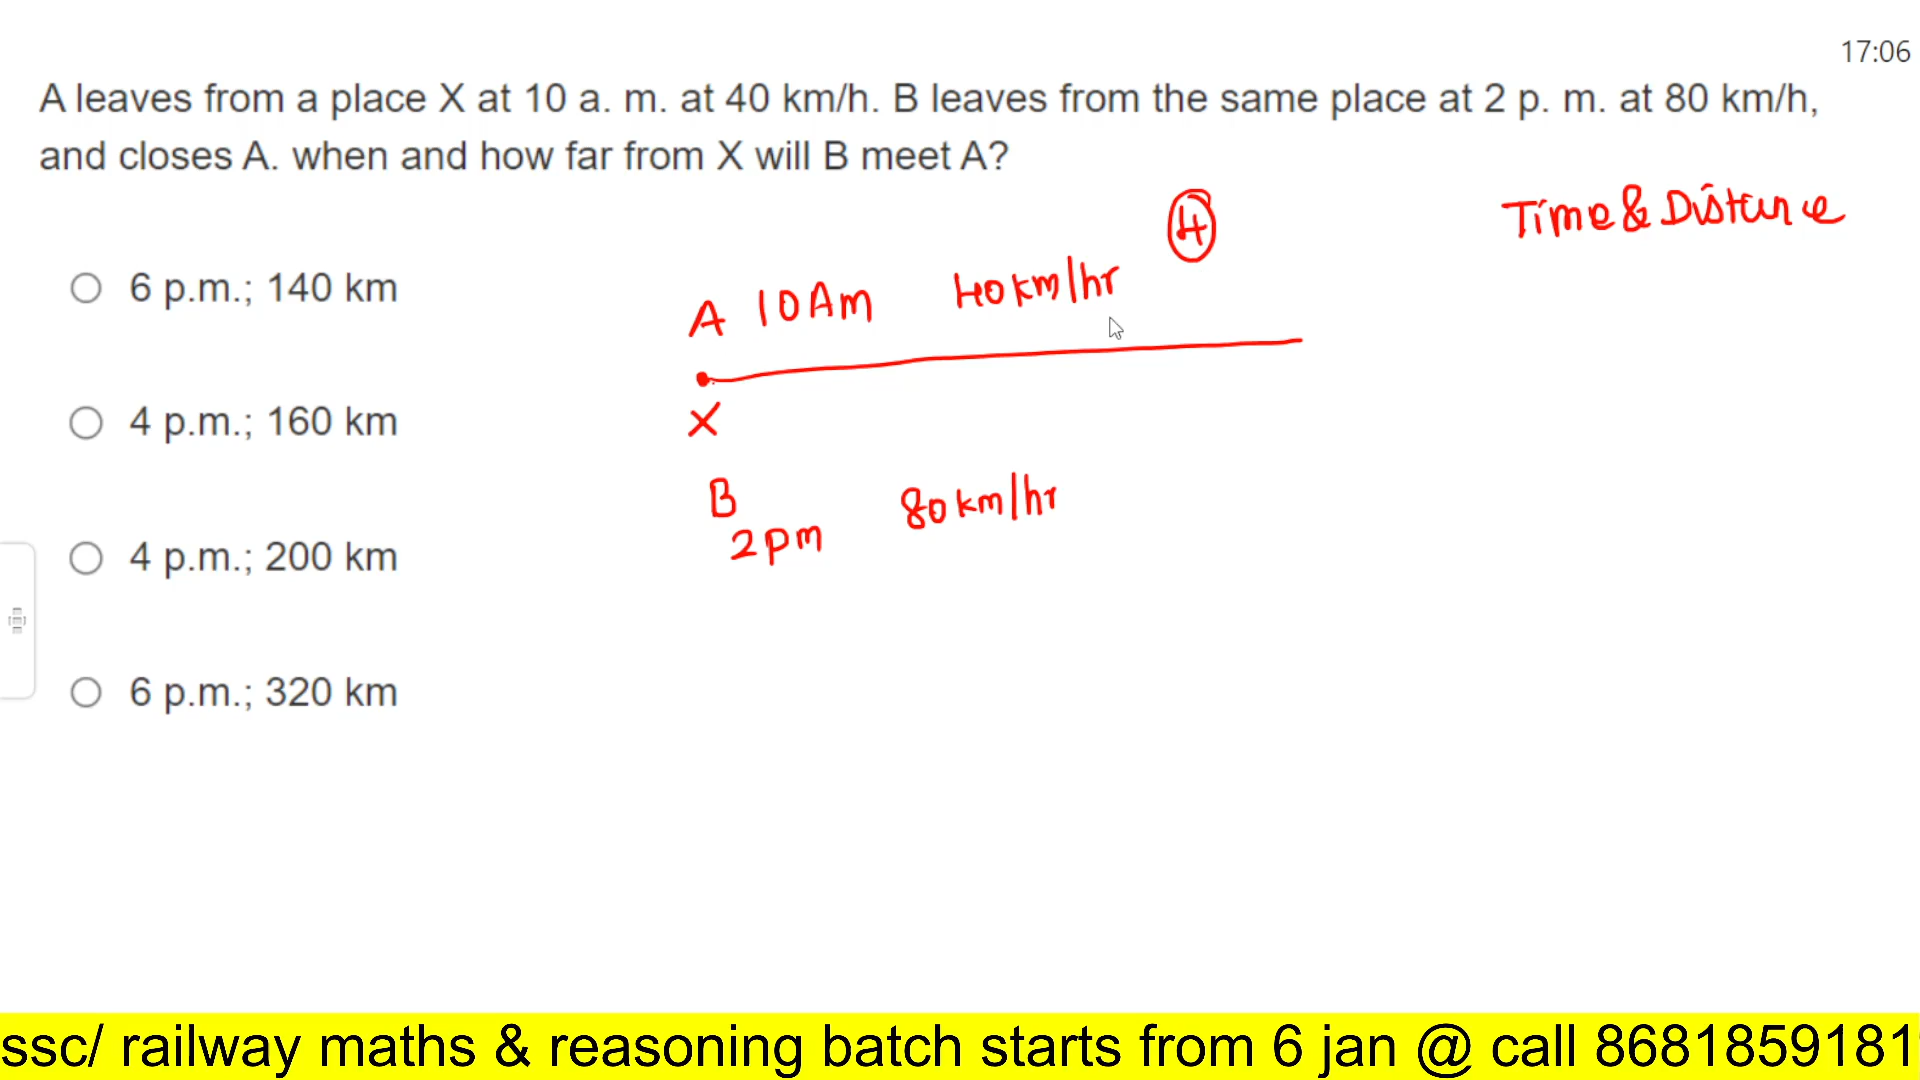 17:06
A leaves from a place X at 10 a. m. at 40 km/h. B leaves from the same place at 2 p. m. at 80 km/h,
and closes A. when and how far from X will B meet A?
Time & Distance
4
6 p.m.; 140 km
A 10Am 40km/hr
4 p.m.; 160 km
X
B 80km/hr
2pm
4 p.m.; 200 km
6 p.m.; 320 km
ssc/ railway maths & reasoning batch starts from 6 jan @ call 8681859181